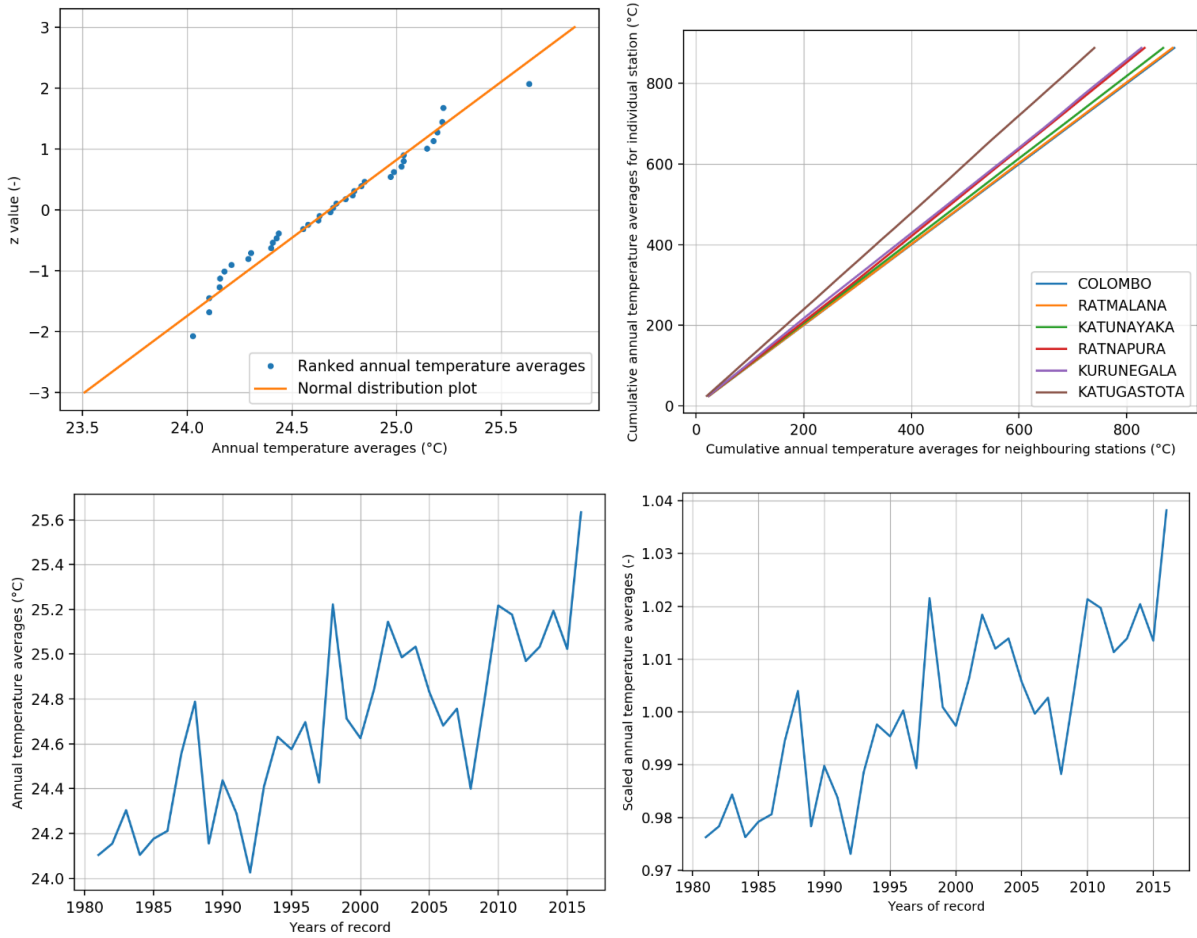 3
2
1
0
−1
−2
−3
z value (-)
23.5 24.0 24.5 25.0 25.5
Annual temperature averages (°C)
Ranked annual temperature averages
Normal distribution plot
Cumulative annual temperature averages for individual station (°C)
800
600
400
200
0
0 200 400 600 800
Cumulative annual temperature averages for neighbouring stations (°C)
COLOMBO
RATMALANA
KATUNAYAKA
RATNAPURA
KURUNEGALA
KATUGASTOTA
Annual temperature averages (°C)
25.6
25.4
25.2
25.0
24.8
24.6
24.4
24.2
24.0
1980 1985 1990 1995 2000 2005 2010 2015
Years of record
Scaled annual temperature averages (-)
1.04
1.03
1.02
1.01
1.00
0.99
0.98
0.97
1980 1985 1990 1995 2000 2005 2010 2015
Years of record